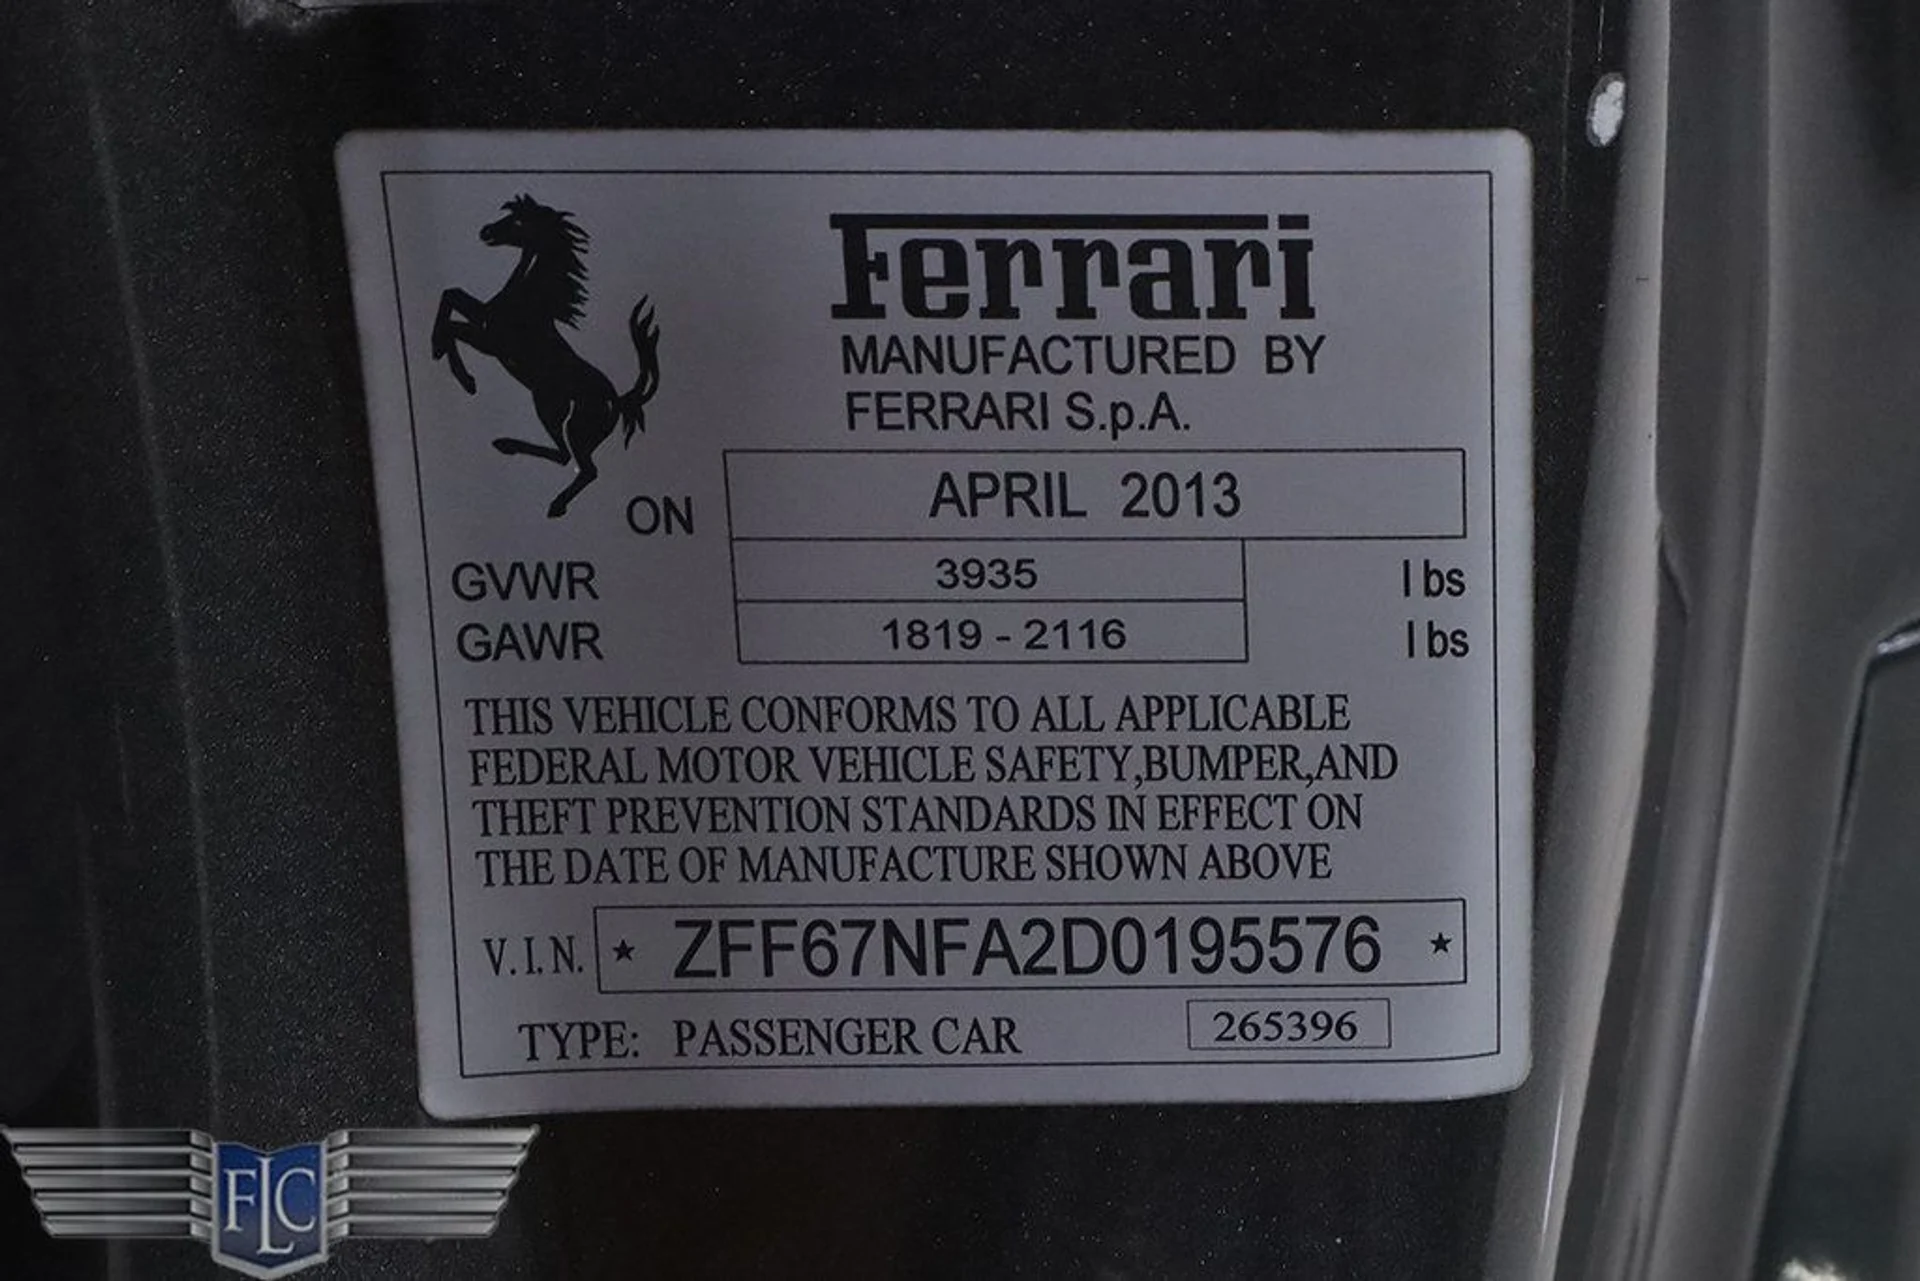 Ferrari
MANUFACTURED BY
FERRARI S.p.A.
ON APRIL 2013
GVWR 3935 lbs
GAWR 1819 - 2116 lbs
THIS VEHICLE CONFORMS TO ALL APPLICABLE
FEDERAL MOTOR VEHICLE SAFETY,BUMPER,AND
THEFT PREVENTION STANDARDS IN EFFECT ON
THE DATE OF MANUFACTURE SHOWN ABOVE
V.I.N. ★ ZFF67NFA2D0195576 ★
TYPE: PASSENGER CAR 265396
FLC